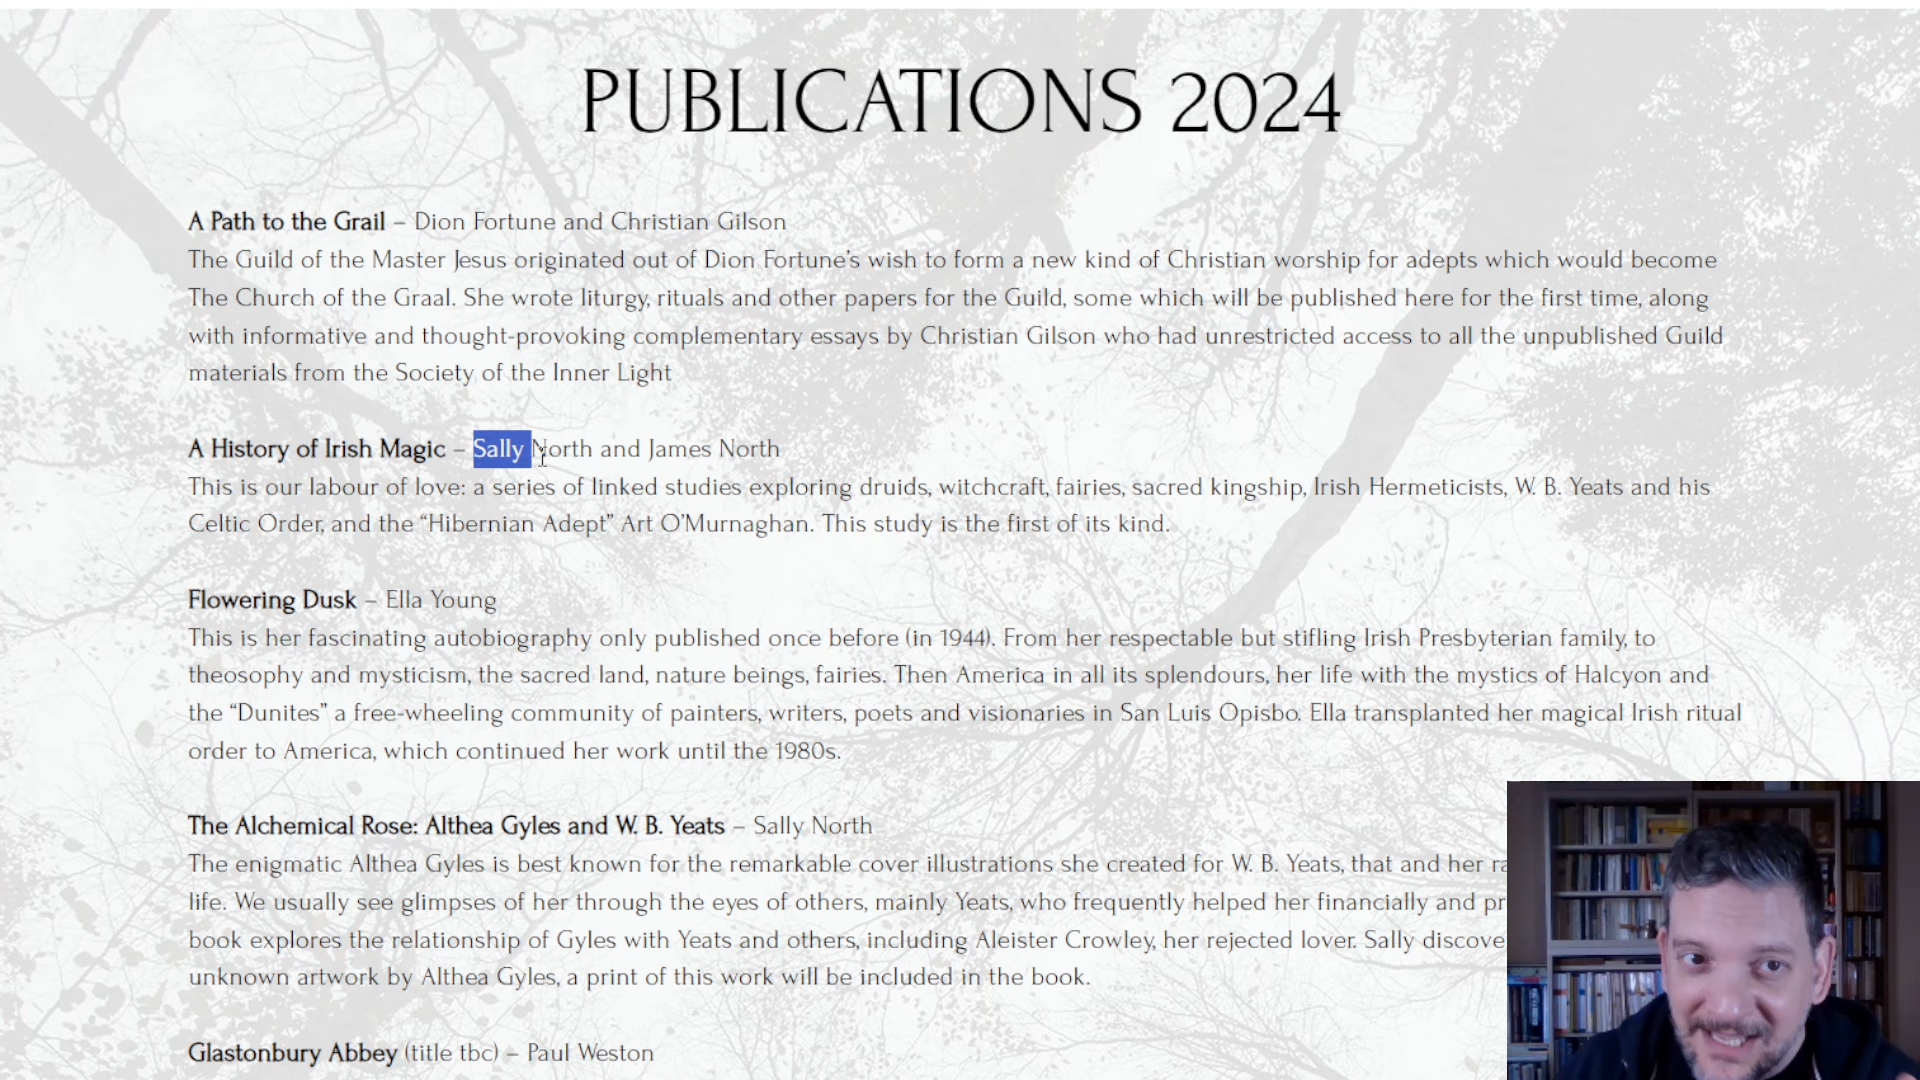 PUBLICATIONS 2024
A Path to the Grail – Dion Fortune and Christian Gilson
The Guild of the Master Jesus originated out of Dion Fortune’s wish to form a new kind of Christian worship for adepts which would become
The Church of the Graal. She wrote liturgy, rituals and other papers for the Guild, some which will be published here for the first time, along
with informative and thought-provoking complementary essays by Christian Gilson who had unrestricted access to all the unpublished Guild
materials from the Society of the Inner Light
A History of Irish Magic – Sally North and James North
This is our labour of love: a series of linked studies exploring druids, witchcraft, fairies, sacred kingship, Irish Hermeticists, W. B. Yeats and his
Celtic Order, and the “Hibernian Adept” Art O’Murnaghan. This study is the first of its kind.
Flowering Dusk – Ella Young
This is her fascinating autobiography only published once before (in 1944). From her respectable but stifling Irish Presbyterian family, to
theosophy and mysticism, the sacred land, nature beings, fairies. Then America in all its splendours, her life with the mystics of Halcyon and
the “Dunites” a free-wheeling community of painters, writers, poets and visionaries in San Luis Opisbo. Ella transplanted her magical Irish ritual
order to America, which continued her work until the 1980s.
The Alchemical Rose: Althea Gyles and W. B. Yeats – Sally North
The enigmatic Althea Gyles is best known for the remarkable cover illustrations she created for W. B. Yeats, that and her
life. We usually see glimpses of her through the eyes of others, mainly Yeats, who frequently helped her financially and
book explores the relationship of Gyles with Yeats and others, including Aleister Crowley, her rejected lover. Sally
unknown artwork by Althea Gyles, a print of this work will be included in the book.
Glastonbury Abbey (title tbc) – Paul Weston